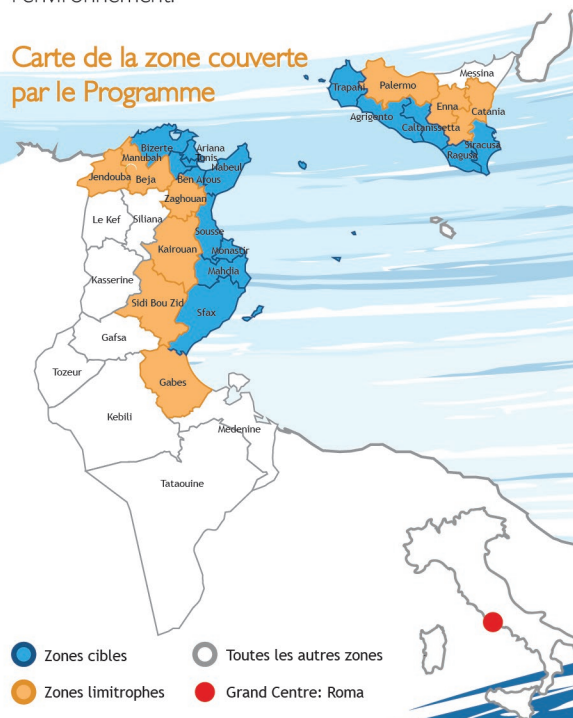 l'environnement.
Carte de la zone couverte
par le Programme
Messina
Trapani
Palermo
Enna
Catania
Agrigento
Caltanissetta
Siracusa
Ragusa
Bizerte
Ariana
Tunis
Manubah
Nabeul
Jendouba
Beja
Ben Arous
Zaghouan
Le Kef
Siliana
Sousse
Kairouan
Monastir
Mahdia
Kasserine
Sidi Bou Zid
Sfax
Gafsa
Tozeur
Gabes
Kebili
Medenine
Tataouine
Zones cibles
Toutes les autres zones
Zones limitrophes
Grand Centre: Roma